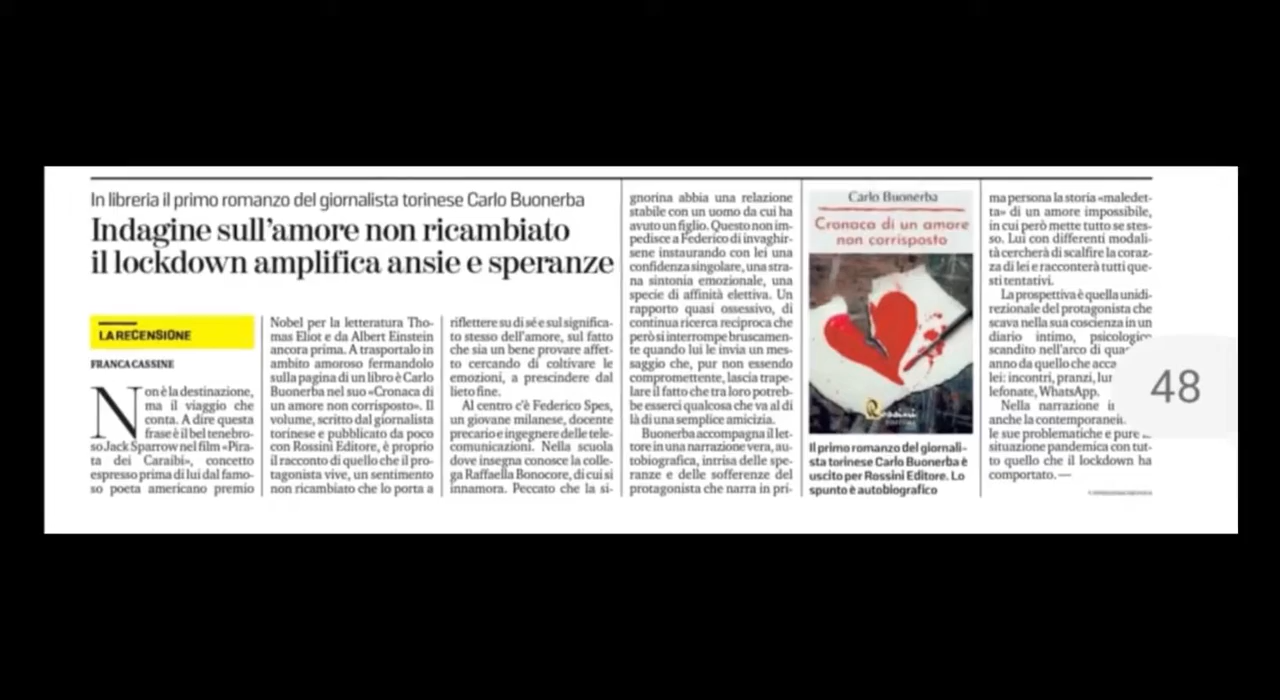 In libreria il primo romanzo del giornalista torinese Carlo Buonerba
Indagine sull'amore non ricambiato
il lockdown amplifica ansie e speranze
LA RECENSIONE
FRANCA CASSINE
Non è la destinazione,
ma il viaggio che
conta. A dire questa
frase è il bel tenebro-
so Jack Sparrow nel film «Pira-
ta dei Caraibi», concetto
espresso prima di lui dal famo-
so poeta americano premio
Nobel per la letteratura Tho-
mas Eliot e da Albert Einstein
ancora prima. A trasportalo in
ambito amoroso fermandolo
sulla pagina di un libro è Carlo
Buonerba nel suo «Cronaca di
un amore non corrisposto». Il
volume, scritto dal giornalista
torinese e pubblicato da poco
con Rossini Editore, è proprio
il racconto di quello che il pro-
tagonista vive, un sentimento
non ricambiato che lo porta a
riflettere su di sé e sul significa-
to stesso dell'amore, sul fatto
che sia un bene provare affet-
to cercando di coltivare le
emozioni, a prescindere dal
lieto fine.
Al centro c'è Federico Spes,
un giovane milanese, docente
precario e ingegnere delle tele-
comunicazioni. Nella scuola
dove insegna conosce la colle-
ga Raffaella Bonocore, di cui si
innamora. Peccato che la si-
gnorina abbia una relazione
stabile con un uomo da cui ha
avuto un figlio. Questo non im-
pedisce a Federico di invaghir-
sene instaurando con lei una
confidenza singolare, una stra-
na sintonia emozionale, una
specie di affinità elettiva. Un
rapporto quasi ossessivo, di
continua ricerca reciproca che
però si interrompe bruscamen-
te quando lui le invia un mes-
saggio che, pur non essendo
compromettente, lascia trape-
lare il fatto che tra loro potreb-
be esserci qualcosa che va al di
là di una semplice amicizia.
Buonerba accompagna il let-
tore in una narrazione vera, au-
tobiografica, intrisa delle spe-
ranze e delle sofferenze del
protagonista che narra in pri-
Carlo Buonerba
Cronaca di un amore
non corrisposto
Rossini
Il primo romanzo del giornali-
sta torinese Carlo Buonerba è
uscito per Rossini Editore. Lo
spunto è autobiografico
ma persona la storia «maledet-
ta» di un amore impossibile,
in cui però mette tutto se stes-
so. Lui con differenti modali-
tà cercherà di scalfire la coraz-
za di lei e racconterà tutti que-
sti tentativi.
La prospettiva è quella unidi-
rezionale del protagonista che
scava nella sua coscienza in un
diario intimo, psicologico
scandito nell'arco di
anno da quello che
lei: incontri, pranzi,
lefonate, WhatsApp.
Nella narrazione
anche la
le sue problematiche e pure
situazione pandemica con tut-
to quello che il lockdown ha
comportato. —
48